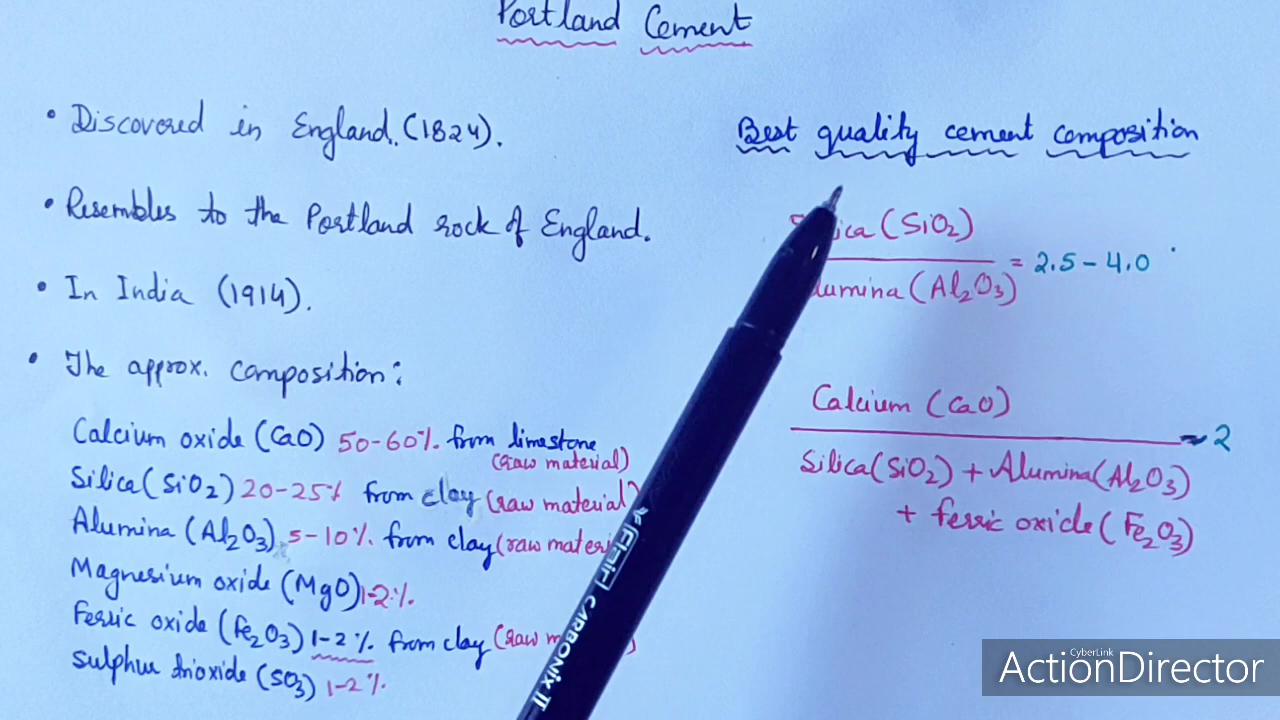 Portland Cement
• Discovered in England. (1824).
• Resembles to the Portland rock of England.
• In India (1914).
• The approx. composition:
Calcium oxide (CaO) 50-60% from limestone
(raw material)
Silica (SiO2) 20-25% from clay (raw material)
Alumina (Al2O3) 5-10% from clay (raw materi
Magnesium oxide (MgO) 1-2%.
Ferric oxide (Fe2O3) 1-2% from clay (raw m
Sulphur trioxide (SO3) 1-2%.
Best quality cement composition
ica (SiO2)
lumina (Al2O3)
= 2.5 - 4.0
Calcium (CaO)
~ 2
Silica (SiO2) + Alumina (Al2O3)
+ ferric oxide (Fe2O3)
Flair CARBONIX II
CyberLink
ActionDirector